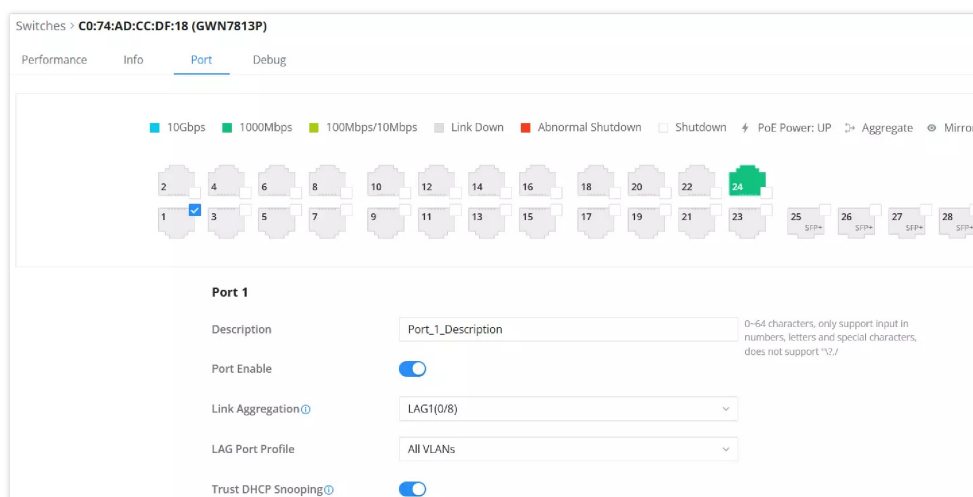 Switches > C0:74:AD:CC:DF:18 (GWN7813P)
Performance Info Port Debug
10Gbps 1000Mbps 100Mbps/10Mbps Link Down Abnormal Shutdown Shutdown PoE Power: UP Aggregate Mirro
2 4 6 8 10 12 14 16 18 20 22 24
1 3 5 7 9 11 13 15 17 19 21 23 25 26 27 28
SFP+ SFP+ SFP+ SFP+
Port 1
Description Port_1_Description
0~64 characters, only support input in
numbers, letters and special characters,
does not support "\?,/
Port Enable
Link Aggregation LAG1(0/8)
LAG Port Profile All VLANs
Trust DHCP Snooping